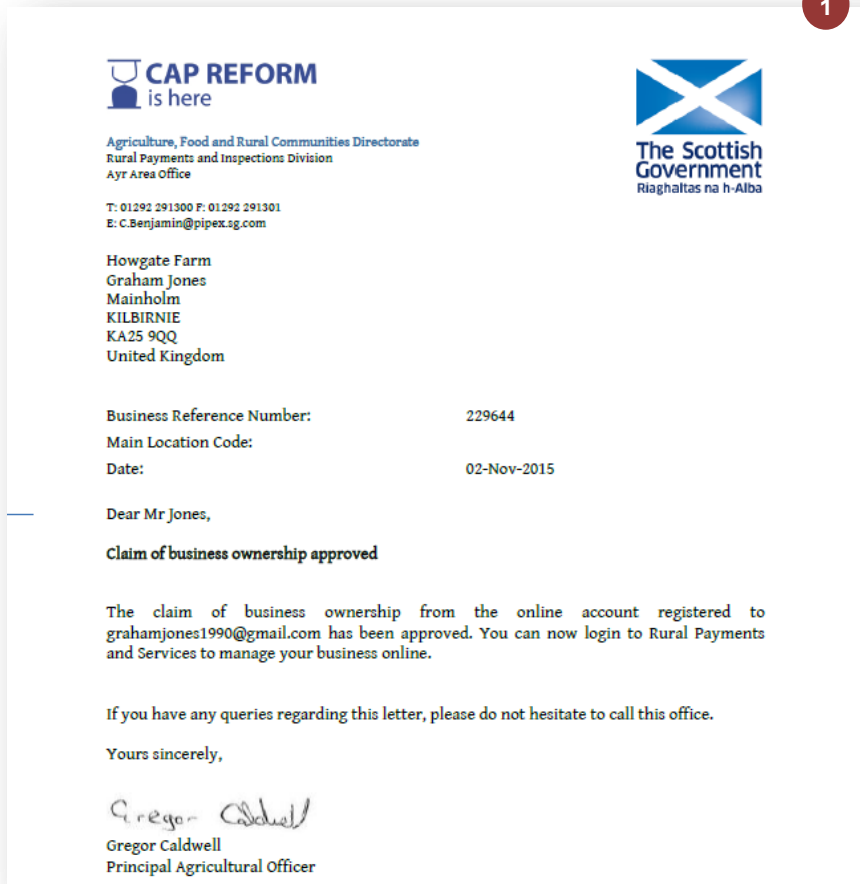 1
CAP REFORM
is here
The Scottish
Government
Riaghaltas na h-Alba
Agriculture, Food and Rural Communities Directorate
Rural Payments and Inspections Division
Ayr Area Office
T: 01292 291300 F: 01292 291301
E: C.Benjamin@pipex.sg.com
Howgate Farm
Graham Jones
Mainholm
KILBIRNIE
KA25 9QQ
United Kingdom
Business Reference Number: 229644
Main Location Code:
Date: 02-Nov-2015
Dear Mr Jones,
Claim of business ownership approved
The claim of business ownership from the online account registered to
grahamjones1990@gmail.com has been approved. You can now login to Rural Payments
and Services to manage your business online.
If you have any queries regarding this letter, please do not hesitate to call this office.
Yours sincerely,
Gregor Caldwell
Gregor Caldwell
Principal Agricultural Officer